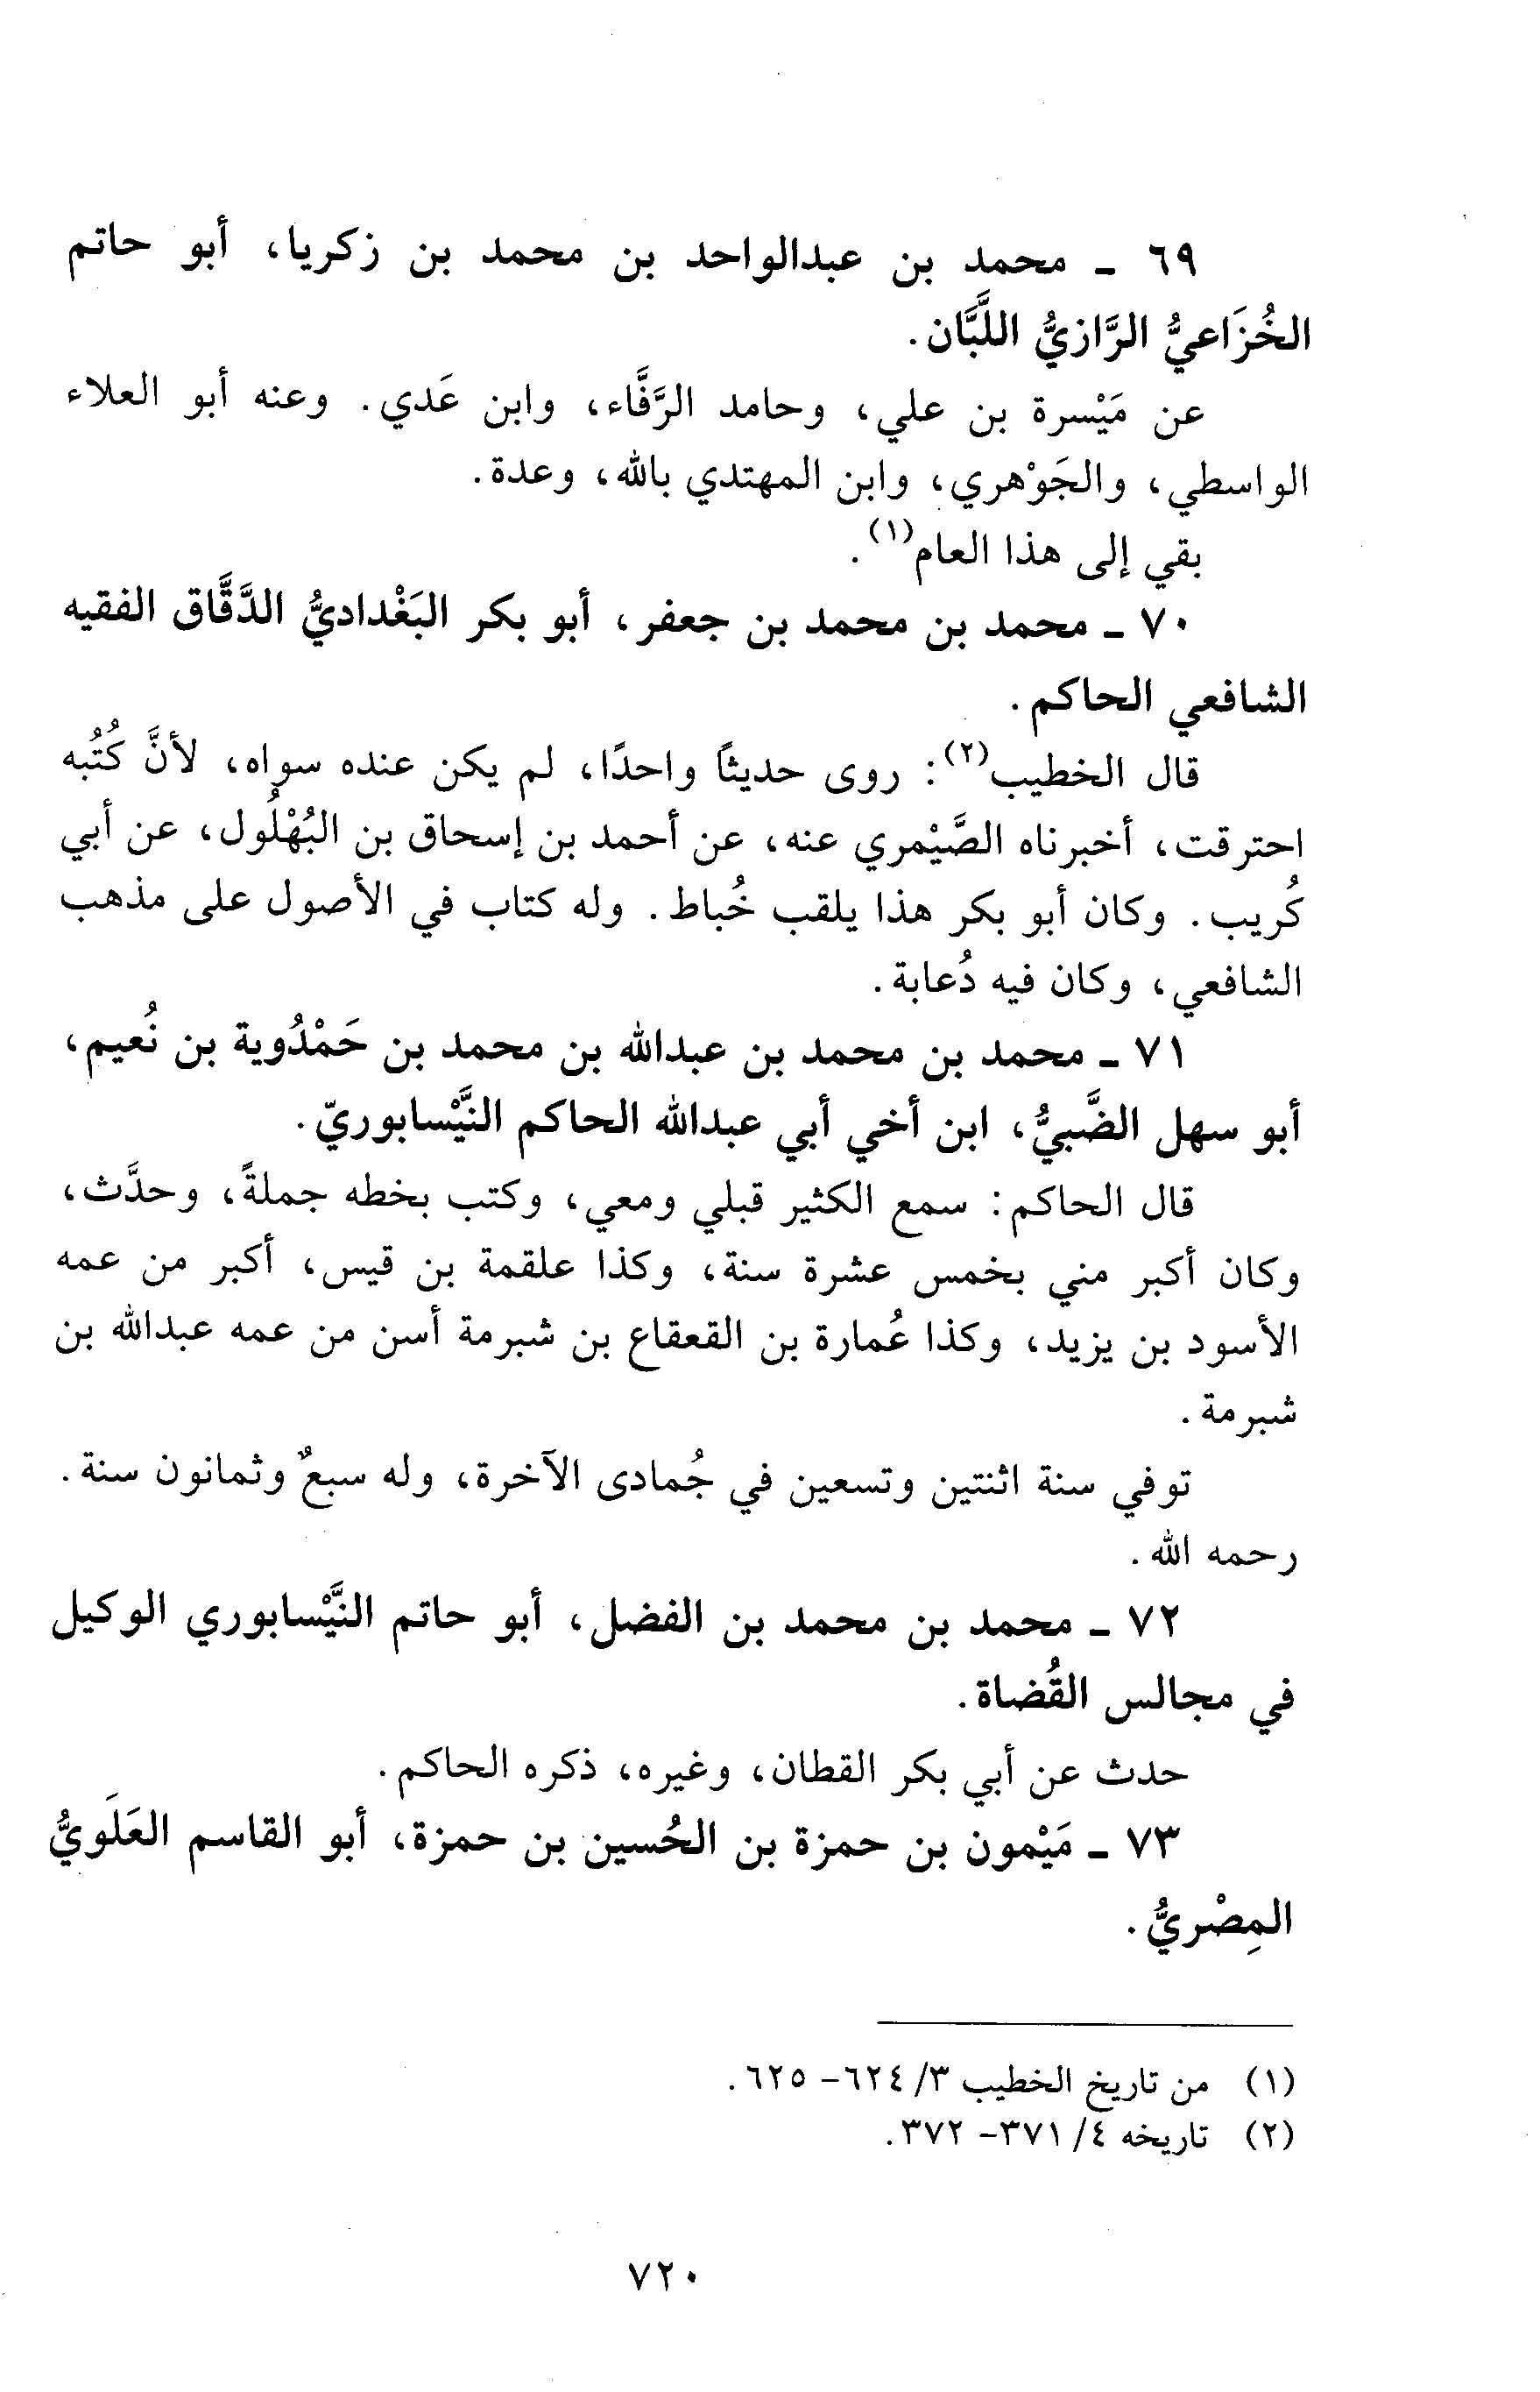 ٦٩ - محمد بن عبدالواحد بن محمد بن زكريا، أبو حاتم
الخُزَاعيُّ الرَّازيُّ اللَّبَّان.
عن مَيْسرة بن علي، وحامد الرَّفَّاء، وابن عَدي. وعنه أبو العلاء
الواسطي، والجَوْهري، وابن المهتدي بالله، وعدة.
بقي إلى هذا العام(١).
٧٠ - محمد بن محمد بن جعفر، أبو بكر البَغْداديُّ الدَّقَّاق الفقيه
الشافعي الحاكم.
قال الخطيب(٢): روى حديثًا واحدًا، لم يكن عنده سواه، لأنَّ كُتُبه
احترقت، أخبرناه الصَّيْمري عنه، عن أحمد بن إسحاق بن البُهْلُول، عن أبي
كُريب. وكان أبو بكر هذا يلقب خُباط. وله كتاب في الأصول على مذهب
الشافعي، وكان فيه دُعابة.
٧١ - محمد بن محمد بن عبدالله بن محمد بن حَمْدُوية بن نُعيم،
أبو سهل الضَّبيُّ، ابن أخي أبي عبدالله الحاكم النَّيْسابوريّ.
قال الحاكم: سمع الكثير قبلي ومعي، وكتب بخطه جملةً، وحدَّث،
وكان أكبر مني بخمس عشرة سنة، وكذا علقمة بن قيس، أكبر من عمه
الأسود بن يزيد، وكذا عُمارة بن القعقاع بن شبرمة أسن من عمه عبدالله بن
شبرمة.
توفي سنة اثنتين وتسعين في جُمادى الآخرة، وله سبعٌ وثمانون سنة.
رحمه الله.
٧٢ - محمد بن محمد بن الفضل، أبو حاتم النَّيْسابوري الوكيل
في مجالس القُضاة.
حدث عن أبي بكر القطان، وغيره، ذكره الحاكم.
٧٣ - مَيْمون بن حمزة بن الحُسين بن حمزة، أبو القاسم العَلَويُّ
المِصْريُّ.
(١) من تاريخ الخطيب ٣/ ٦٢٤- ٦٢٥.
(٢) تاريخه ٤/ ٣٧١- ٣٧٢.
٧٢٠